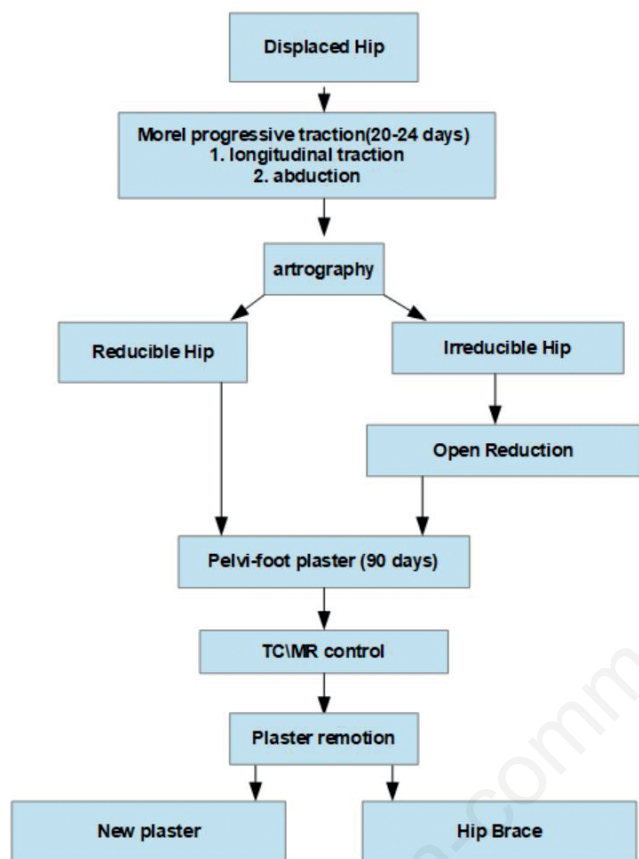 Displaced Hip
Morel progressive traction(20-24 days)
1. longitudinal traction
2. abduction
artrography
Reducible Hip
Irreducible Hip
Open Reduction
Pelvi-foot plaster (90 days)
TC\MR control
Plaster remotion
New plaster
Hip Brace